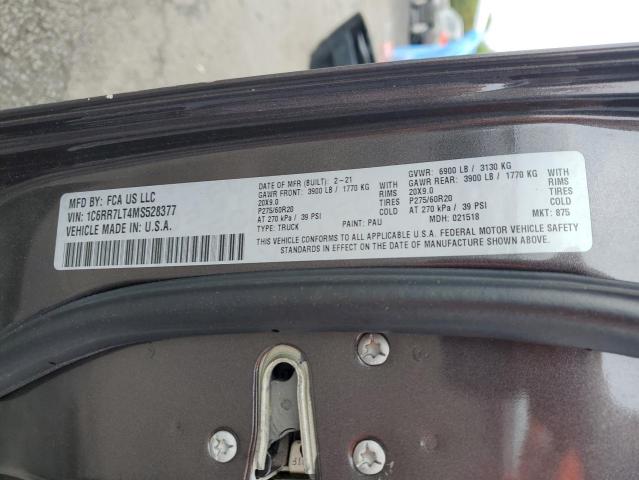 MFD BY: FCA US LLC
VIN: 1C6RR7LT4MS528377
VEHICLE MADE IN: U.S.A.
DATE OF MFR (BUILT): 2-21
GAWR FRONT: 3900 LB / 1770 KG WITH
20X9.0 RIMS
P275/60R20 TIRES
AT 270 kPa / 39 PSI COLD
TYPE: TRUCK PAINT: PAU
GVWR: 6900 LB / 3130 KG
GAWR REAR: 3900 LB / 1770 KG WITH
20X9.0 RIMS
P275/60R20 TIRES
AT 270 kPa / 39 PSI COLD
MDH: 021518 MKT: 875
THIS VEHICLE CONFORMS TO ALL APPLICABLE U.S.A. FEDERAL MOTOR VEHICLE SAFETY
STANDARDS IN EFFECT ON THE DATE OF MANUFACTURE SHOWN ABOVE.